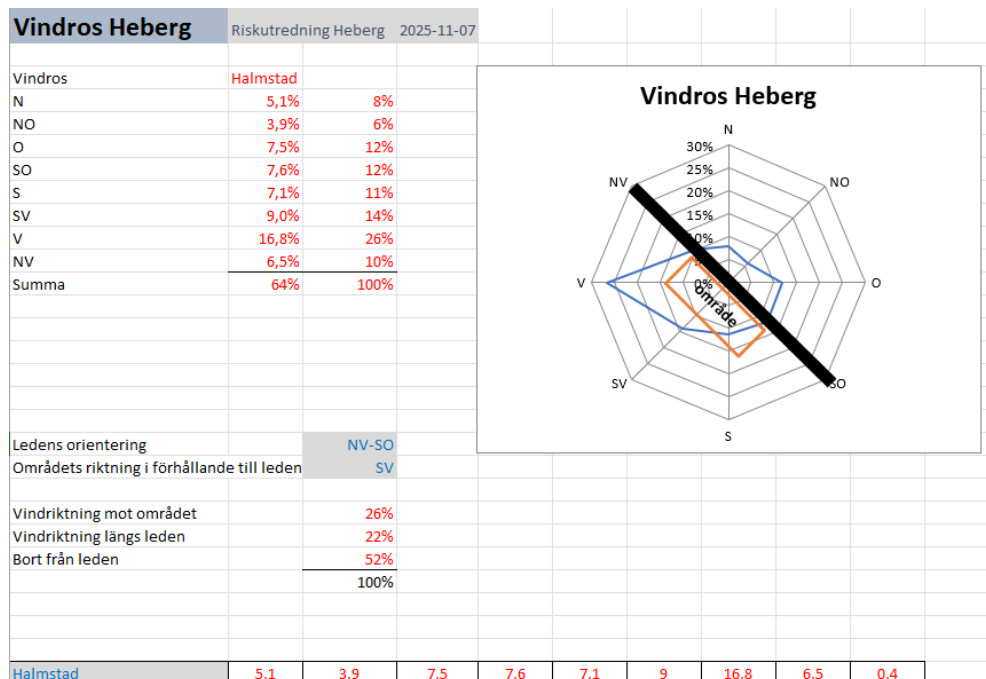 Vindros Heberg Riskutredning Heberg 2025-11-07
Vindros Halmstad
N 5,1% 8%
NO 3,9% 6%
O 7,5% 12%
SO 7,6% 12%
S 7,1% 11%
SV 9,0% 14%
V 16,8% 26%
NV 6,5% 10%
Summa 64% 100%
Vindros Heberg
N
30%
25%
NV
NO
20%
15%
10%
V
0%
O
område
SV
SO
S
Ledens orientering NV-SO
Områdets riktning i förhållande till leden SV
Vindriktning mot området 26%
Vindriktning längs leden 22%
Bort från leden 52%
100%
Halmstad 5.1 3.9 7.5 7.6 7.1 9 16.8 6.5 0.4